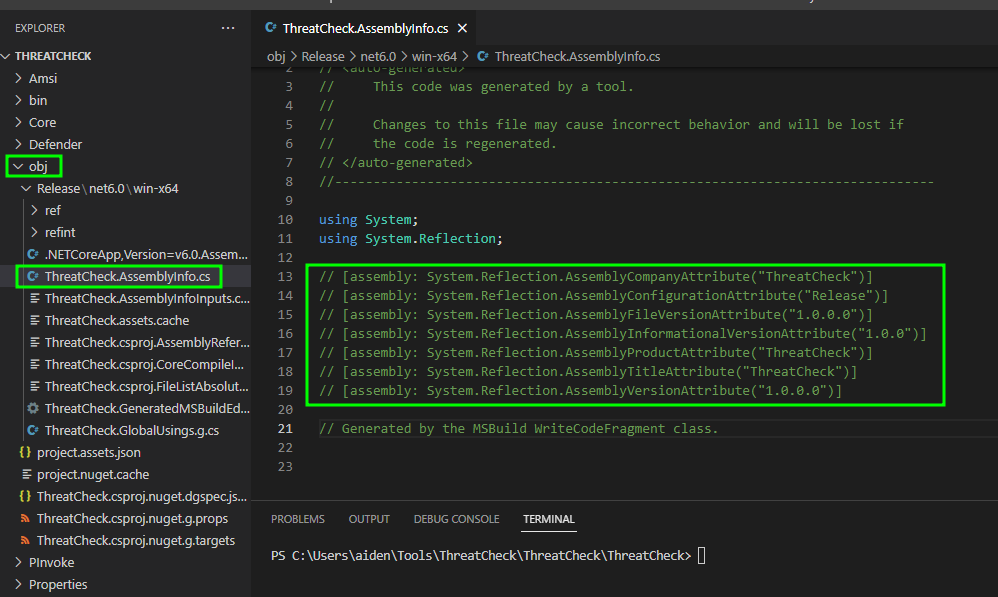 EXPLORER
···
THREATCHECK
Amsi
bin
Core
Defender
obj
Release\net6.0\win-x64
ref
refint
.NETCoreApp,Version=v6.0.Assem...
ThreatCheck.AssemblyInfo.cs
ThreatCheck.AssemblyInfoInputs.c...
ThreatCheck.assets.cache
ThreatCheck.csproj.AssemblyRefer...
ThreatCheck.csproj.CoreCompileI...
ThreatCheck.csproj.FileListAbsolut...
ThreatCheck.GeneratedMSBuildEd...
ThreatCheck.GlobalUsings.g.cs
project.assets.json
project.nuget.cache
ThreatCheck.csproj.nuget.dgspec.js...
ThreatCheck.csproj.nuget.g.props
ThreatCheck.csproj.nuget.g.targets
PInvoke
Properties
ThreatCheck.AssemblyInfo.cs
obj > Release > net6.0 > win-x64 > ThreatCheck.AssemblyInfo.cs
2 // <auto-generated>
3 //     This code was generated by a tool.
4 //
5 //     Changes to this file may cause incorrect behavior and will be lost if
6 //     the code is regenerated.
7 // </auto-generated>
8 //------------------------------------------------------------------------------
9
10 using System;
11 using System.Reflection;
12
13 // [assembly: System.Reflection.AssemblyCompanyAttribute("ThreatCheck")]
14 // [assembly: System.Reflection.AssemblyConfigurationAttribute("Release")]
15 // [assembly: System.Reflection.AssemblyFileVersionAttribute("1.0.0.0")]
16 // [assembly: System.Reflection.AssemblyInformationalVersionAttribute("1.0.0")]
17 // [assembly: System.Reflection.AssemblyProductAttribute("ThreatCheck")]
18 // [assembly: System.Reflection.AssemblyTitleAttribute("ThreatCheck")]
19 // [assembly: System.Reflection.AssemblyVersionAttribute("1.0.0.0")]
20
21 // Generated by the MSBuild WriteCodeFragment class.
22
23
PROBLEMS OUTPUT DEBUG CONSOLE TERMINAL
PS C:\Users\aiden\Tools\ThreatCheck\ThreatCheck\ThreatCheck>